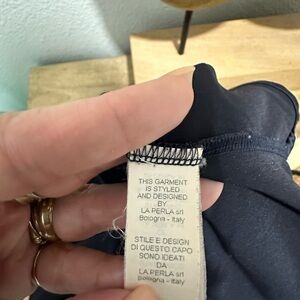 THIS GARMENT
IS STYLED
AND DESIGNED
BY
LA PERLA srl
Bologna - Italy
STILE E DESIGN
DI QUESTO CAPO
SONO IDEATI
DA
LA PERLA srl
Bologna - Italy